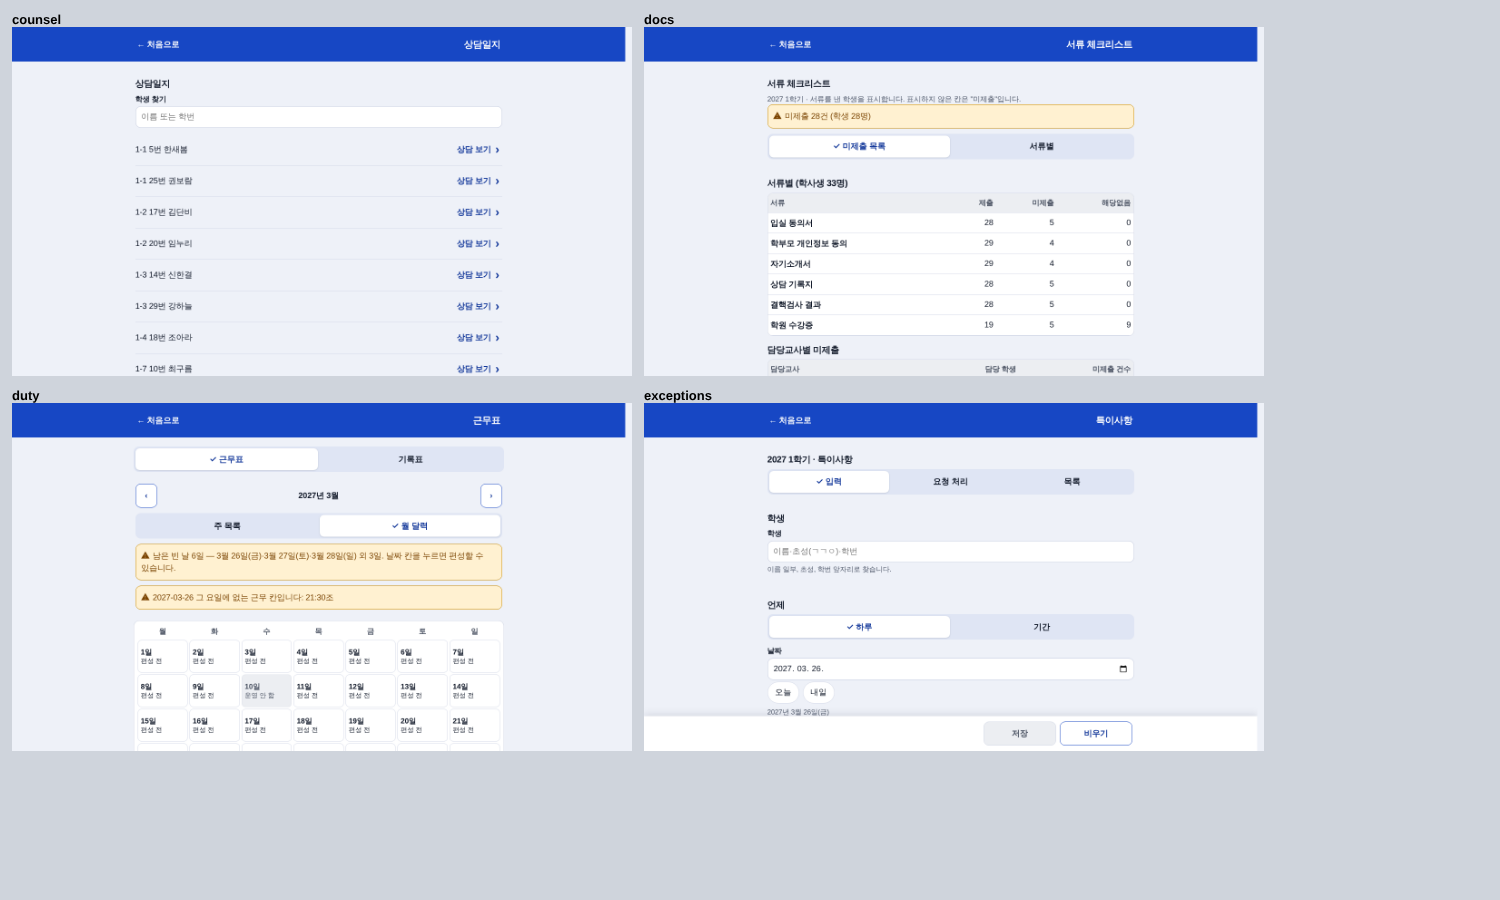 counsel
← 처음으로
상담일지
상담일지
학생 찾기
이름 또는 학번
1-1 5번 한새봄
상담 보기 ›
1-1 25번 권보람
상담 보기 ›
1-2 17번 김단비
상담 보기 ›
1-2 20번 임누리
상담 보기 ›
1-3 14번 신한결
상담 보기 ›
1-3 29번 강하늘
상담 보기 ›
1-4 18번 조아라
상담 보기 ›
1-7 10번 최구름
상담 보기 ›
docs
← 처음으로
서류 체크리스트
서류 체크리스트
2027 1학기 · 서류를 낸 학생을 표시합니다. 표시하지 않은 칸은 "미제출"입니다.
미제출 28건 (학생 28명)
✓ 미제출 목록
서류별
서류별 (학사생 33명)
서류 제출 미제출 해당없음
입실 동의서 28 5 0
학부모 개인정보 동의 29 4 0
자기소개서 29 4 0
상담 기록지 28 5 0
결핵검사 결과 28 5 0
학원 수강증 19 5 9
담당교사별 미제출
담당교사 담당 학생 미제출 건수
duty
← 처음으로
근무표
✓ 근무표
기록표
‹
2027년 3월
›
주 목록
✓ 월 달력
남은 빈 날 6일 — 3월 26일(금)·3월 27일(토)·3월 28일(일) 외 3일. 날짜 칸을 누르면 편성할 수
있습니다.
2027-03-26 그 요일에 없는 근무 칸입니다: 21:30조
월 화 수 목 금 토 일
1일 2일 3일 4일 5일 6일 7일
편성 전 편성 전 편성 전 편성 전 편성 전 편성 전 편성 전
8일 9일 10일 11일 12일 13일 14일
편성 전 편성 전 운영 안 함 편성 전 편성 전 편성 전 편성 전
15일 16일 17일 18일 19일 20일 21일
편성 전 편성 전 편성 전 편성 전 편성 전 편성 전 편성 전
exceptions
← 처음으로
특이사항
2027 1학기 · 특이사항
✓ 입력
요청 처리
목록
학생
학생
이름·초성(ㄱㄱㅇ)·학번
이름 일부, 초성, 학번 앞자리로 찾습니다.
언제
✓ 하루
기간
날짜
2027. 03. 26.
오늘
내일
2027년 3월 26일(금)
저장
비우기